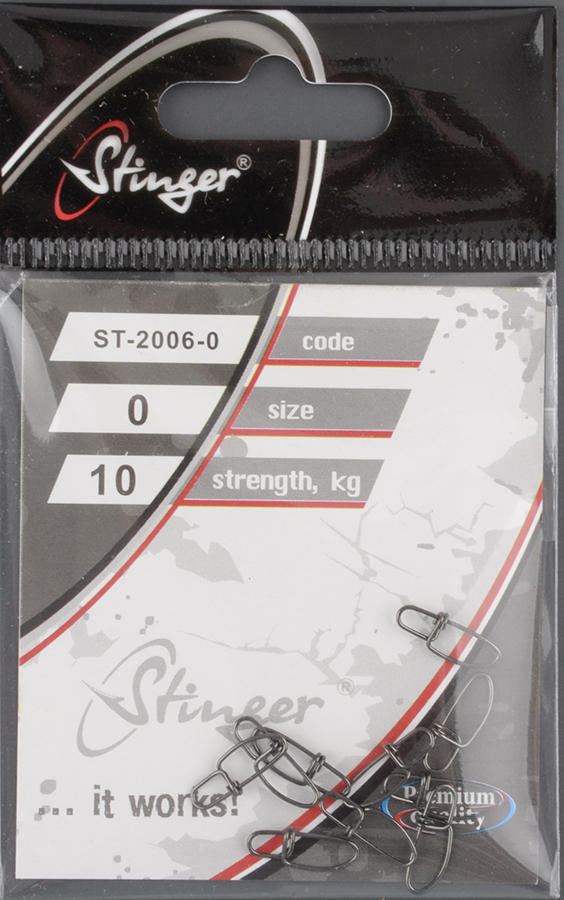 Stinger®
ST-2006-0 code
0 size
10 strength, kg
Stinger®
... it works!
Premium
Quality